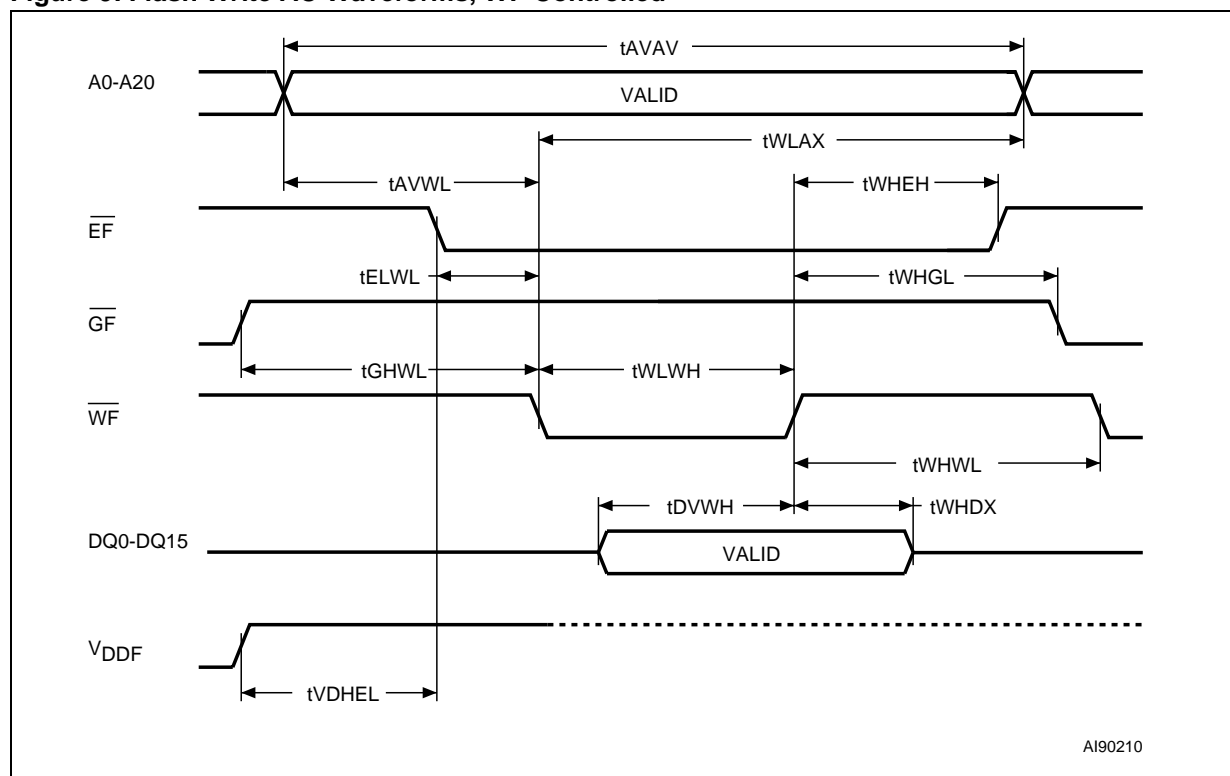 tAVAV
A0-A20
VALID
tWLAX
tAVWL
tWHEH
EF
tELWL
tWHGL
GF
tGHWL
tWLWH
WF
tWHWL
tDVWH
tWHDX
DQ0-DQ15
VALID
VDDF
tVDHEL
AI90210